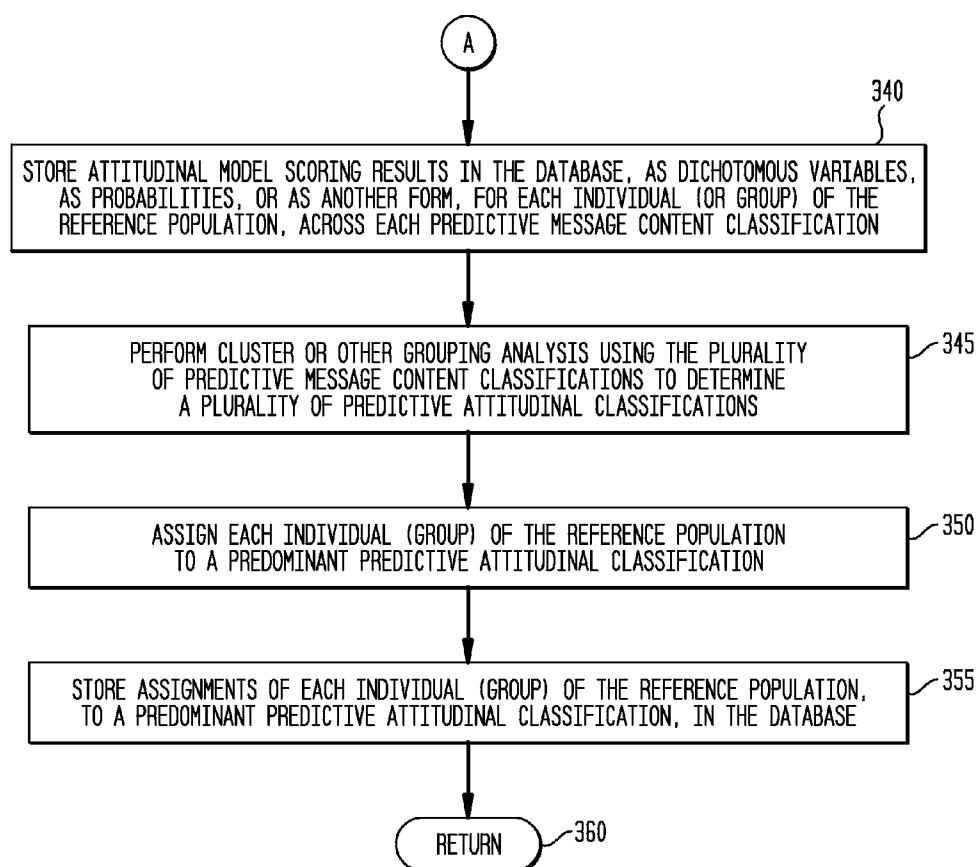 A
340
STORE ATTITUDINAL MODEL SCORING RESULTS IN THE DATABASE, AS DICHOTOMOUS VARIABLES,
AS PROBABILITIES, OR AS ANOTHER FORM, FOR EACH INDIVIDUAL (OR GROUP) OF THE
REFERENCE POPULATION, ACROSS EACH PREDICTIVE MESSAGE CONTENT CLASSIFICATION
PERFORM CLUSTER OR OTHER GROUPING ANALYSIS USING THE PLURALITY
OF PREDICTIVE MESSAGE CONTENT CLASSIFICATIONS TO DETERMINE
A PLURALITY OF PREDICTIVE ATTITUDINAL CLASSIFICATIONS
345
ASSIGN EACH INDIVIDUAL (GROUP) OF THE REFERENCE POPULATION
TO A PREDOMINANT PREDICTIVE ATTITUDINAL CLASSIFICATION
350
STORE ASSIGNMENTS OF EACH INDIVIDUAL (GROUP) OF THE REFERENCE POPULATION,
TO A PREDOMINANT PREDICTIVE ATTITUDINAL CLASSIFICATION, IN THE DATABASE
355
RETURN
360